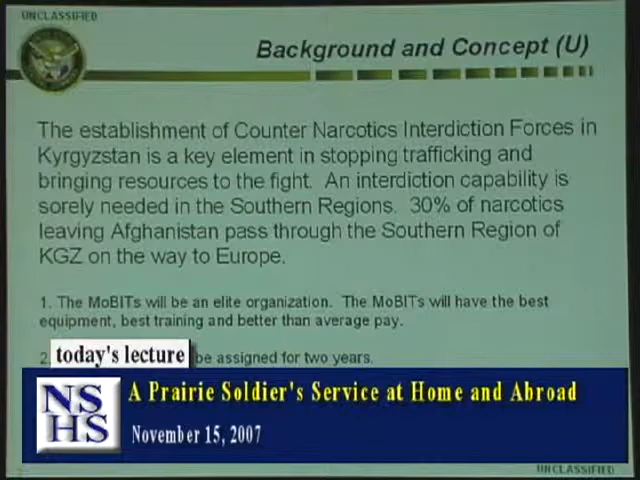 UNCLASSIFIED
Background and Concept (U)
The establishment of Counter Narcotics Interdiction Forces in
Kyrgyzstan is a key element in stopping trafficking and
bringing resources to the fight. An interdiction capability is
sorely needed in the Southern Regions. 30% of narcotics
leaving Afghanistan pass through the Southern Region of
KGZ on the way to Europe.
1. The MoBITs will be an elite organization. The MoBITs will have the best
equipment, best training and better than average pay.
2. be assigned for two years.
today's lecture
NS
HS
A Prairie Soldier's Service at Home and Abroad
November 15, 2007
UNCLASSIFIED